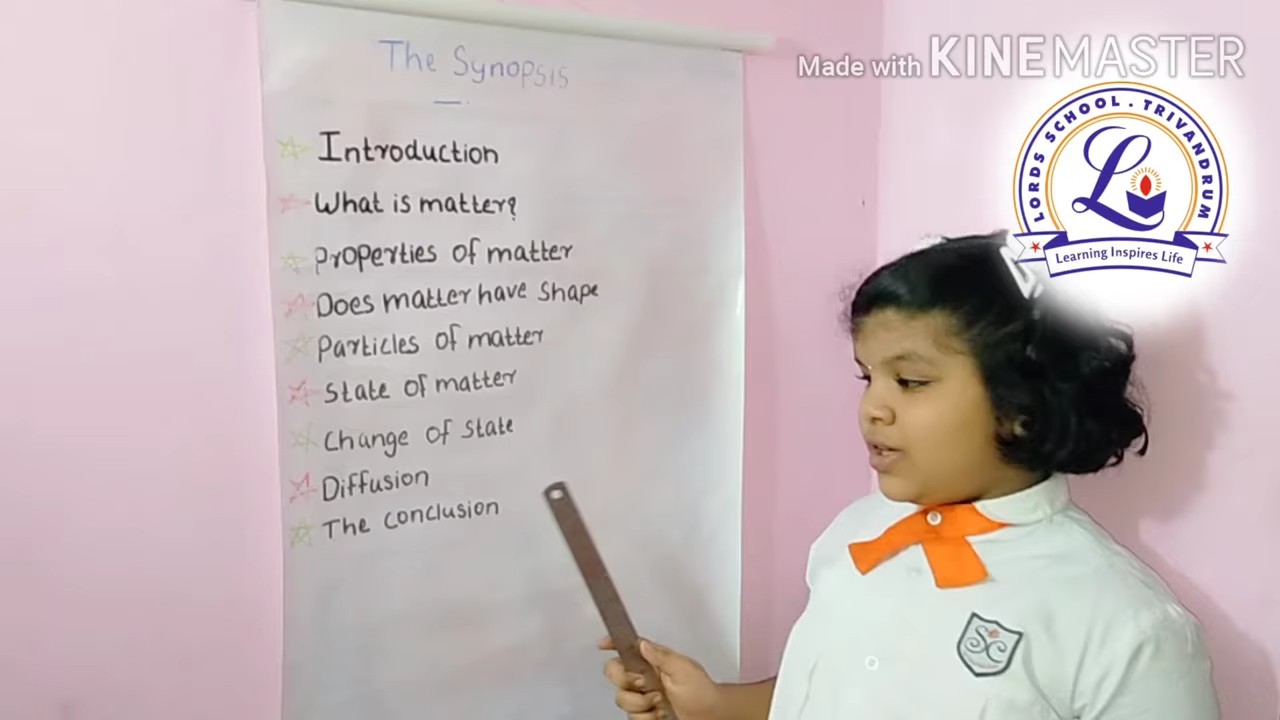 The Synopsis
Introduction
What is matter?
Properties of matter
Does matter have shape
Particles of matter
State of matter
Change of state
Diffusion
The conclusion
Made with KINEMASTER
LORDS SCHOOL . TRIVANDRUM
L
Learning Inspires Life